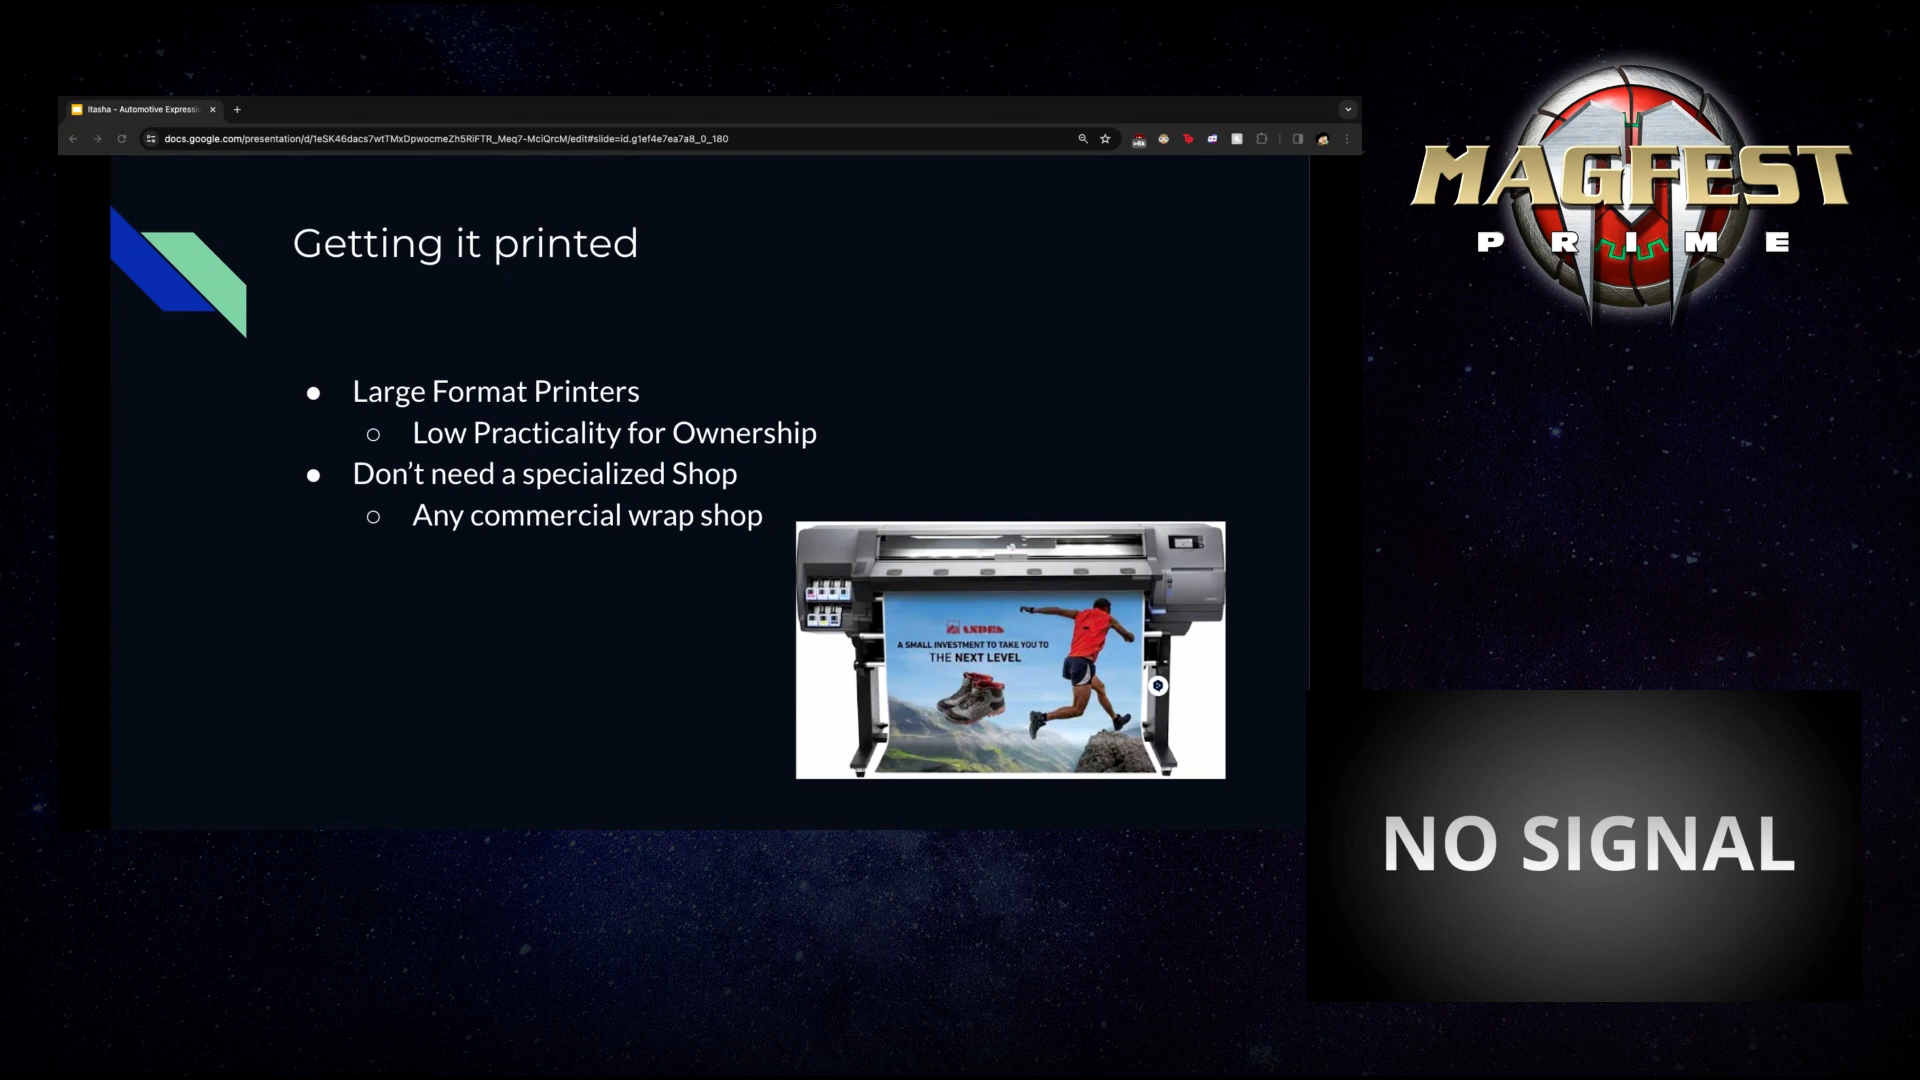 Itasha - Automotive Expressi
docs.google.com/presentation/d/1eSK46dacs7wtTMxDpwocmeZh5RiFTR_Meq7-MciQrcM/edit#slide=id.g1ef4e7ea7a8_0_180
>6k
MAGFEST
PRIME
Getting it printed
● Large Format Printers
○ Low Practicality for Ownership
● Don’t need a specialized Shop
○ Any commercial wrap shop
ANDES
A SMALL INVESTMENT TO TAKE YOU TO
THE NEXT LEVEL
NO SIGNAL